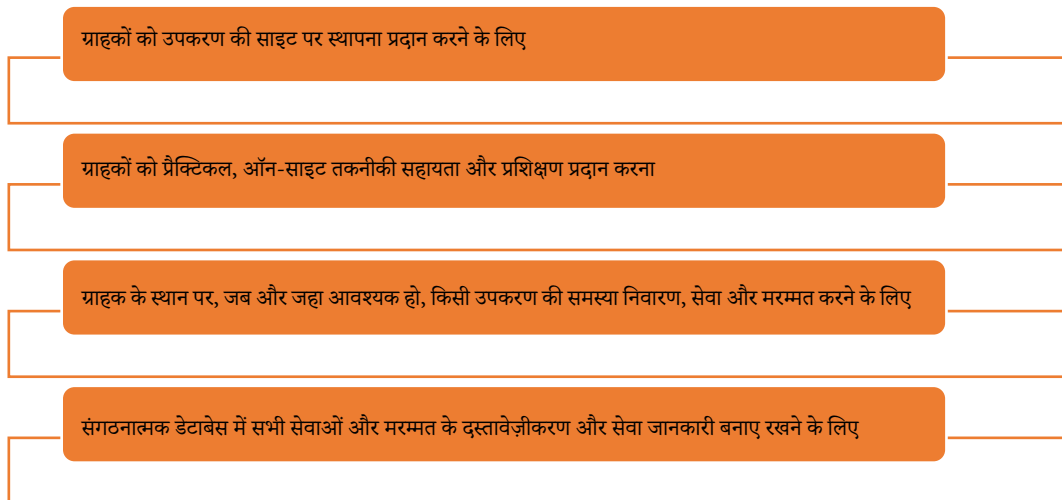 ग्राहकों को उपकरण की साइट पर स्थापना प्रदान करने के लिए
ग्राहकों को प्रैक्टिकल, ऑन-साइट तकनीकी सहायता और प्रशिक्षण प्रदान करना
ग्राहक के स्थान पर, जब और जहा आवश्यक हो, किसी उपकरण की समस्या निवारण, सेवा और मरम्मत करने के लिए
संगठनात्मक डेटाबेस में सभी सेवाओं और मरम्मत के दस्तावेज़ीकरण और सेवा जानकारी बनाए रखने के लिए